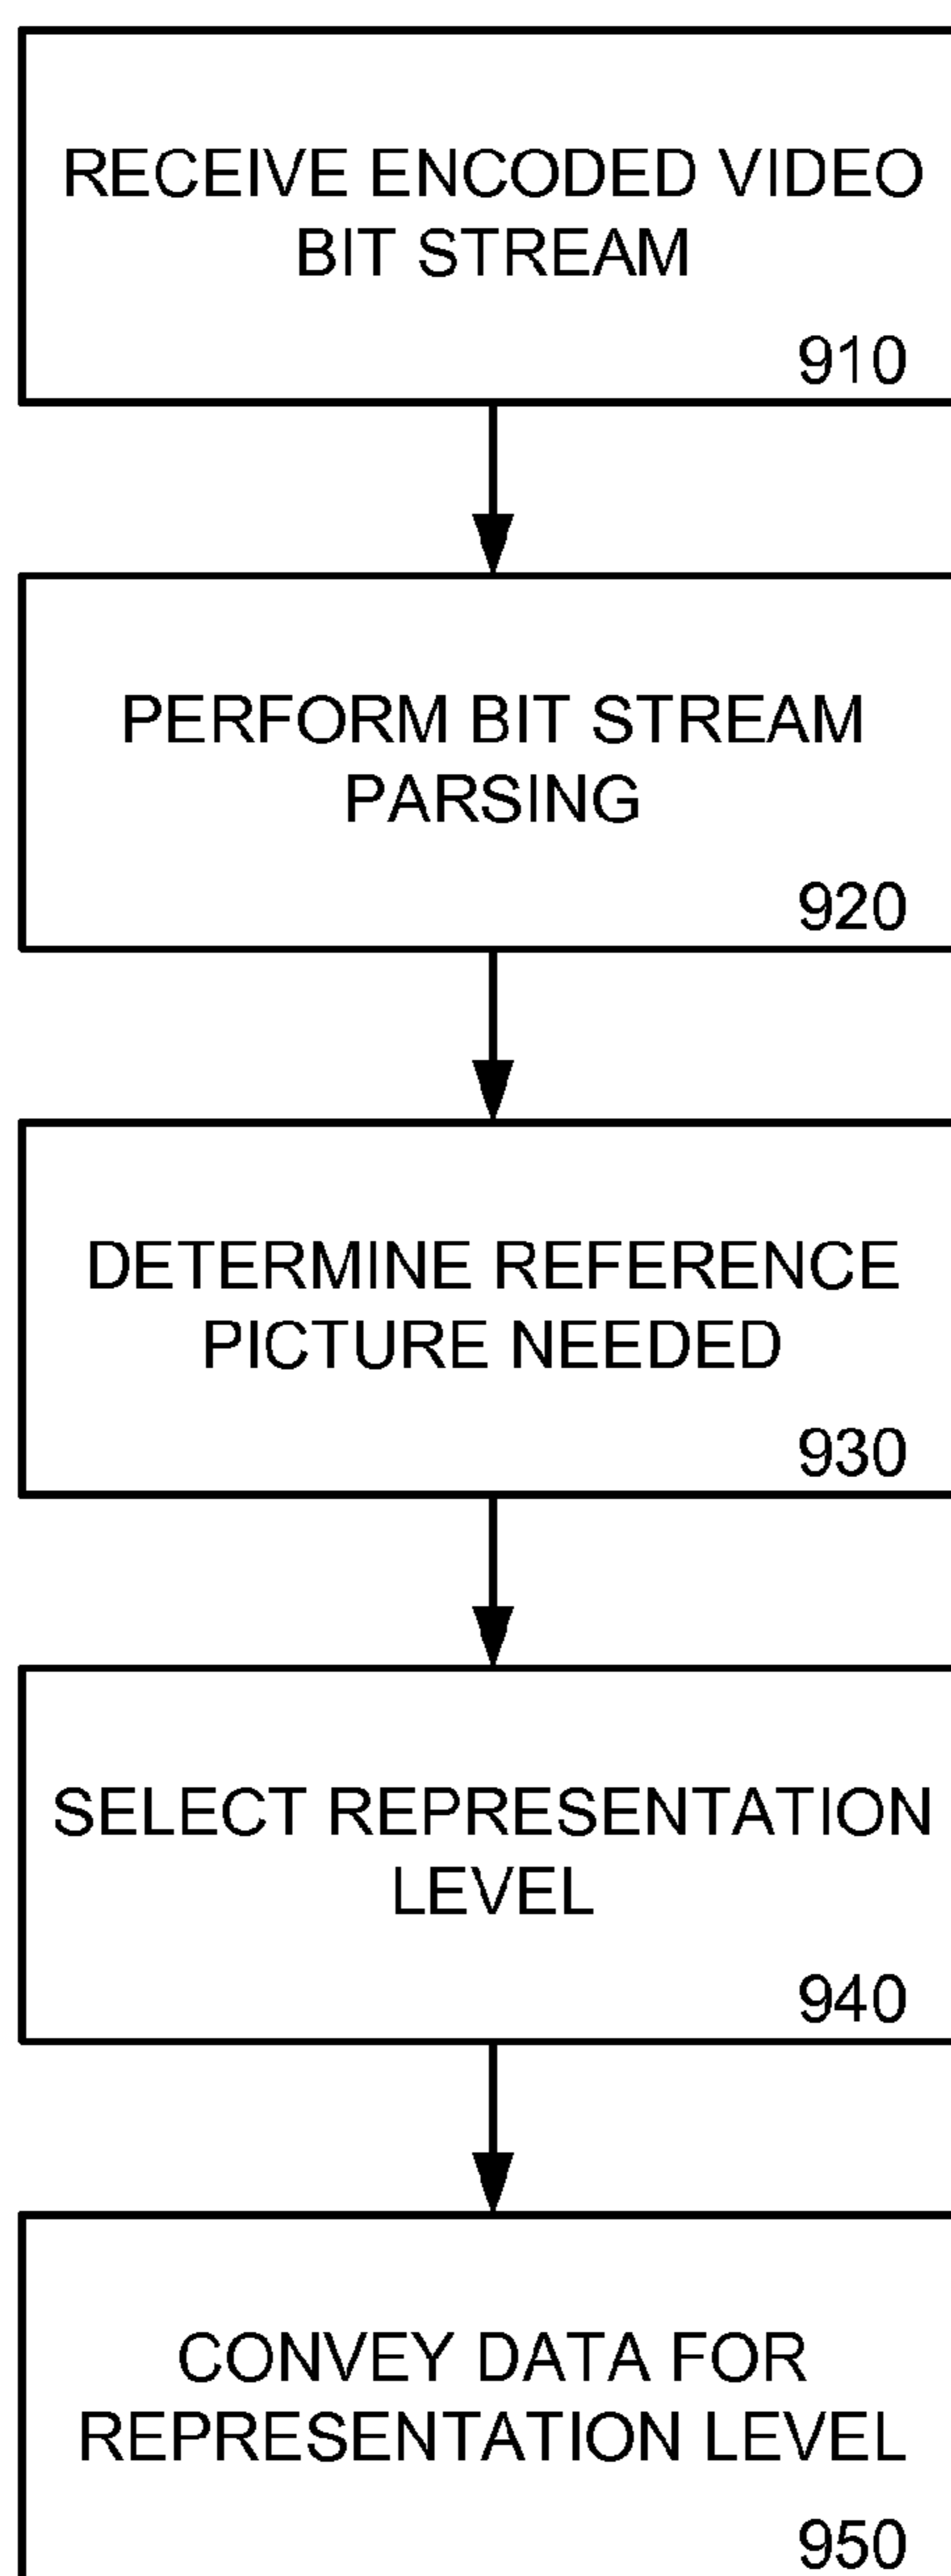 RECEIVE ENCODED VIDEO
BIT STREAM
910
PERFORM BIT STREAM
PARSING
920
DETERMINE REFERENCE
PICTURE NEEDED
930
SELECT REPRESENTATION
LEVEL
940
CONVEY DATA FOR
REPRESENTATION LEVEL
950